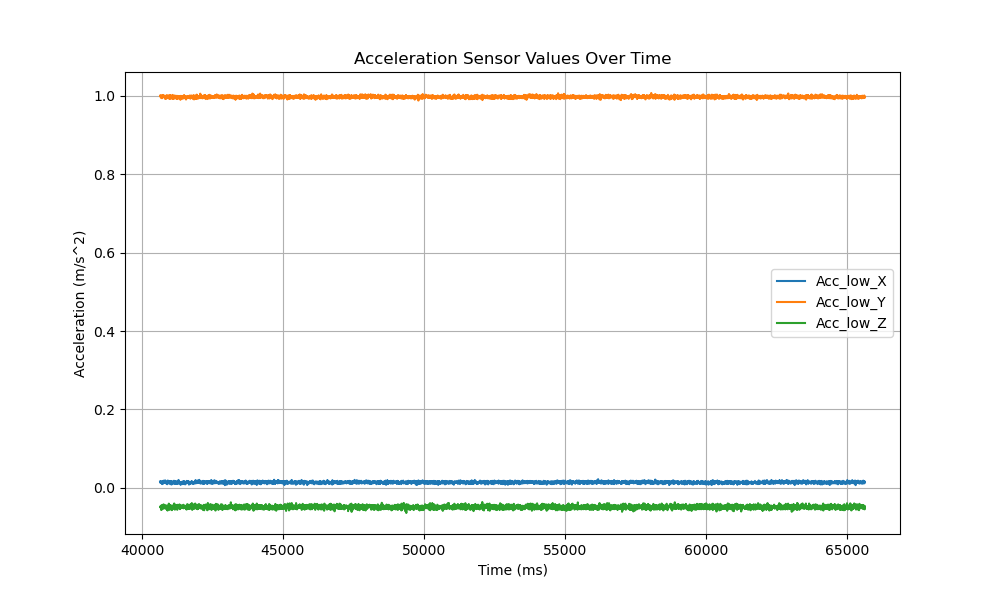 Acceleration Sensor Values Over Time
Acceleration (m/s^2)
1.0
0.8
0.6
0.4
0.2
0.0
Acc_low_X
Acc_low_Y
Acc_low_Z
40000
45000
50000
55000
60000
65000
Time (ms)